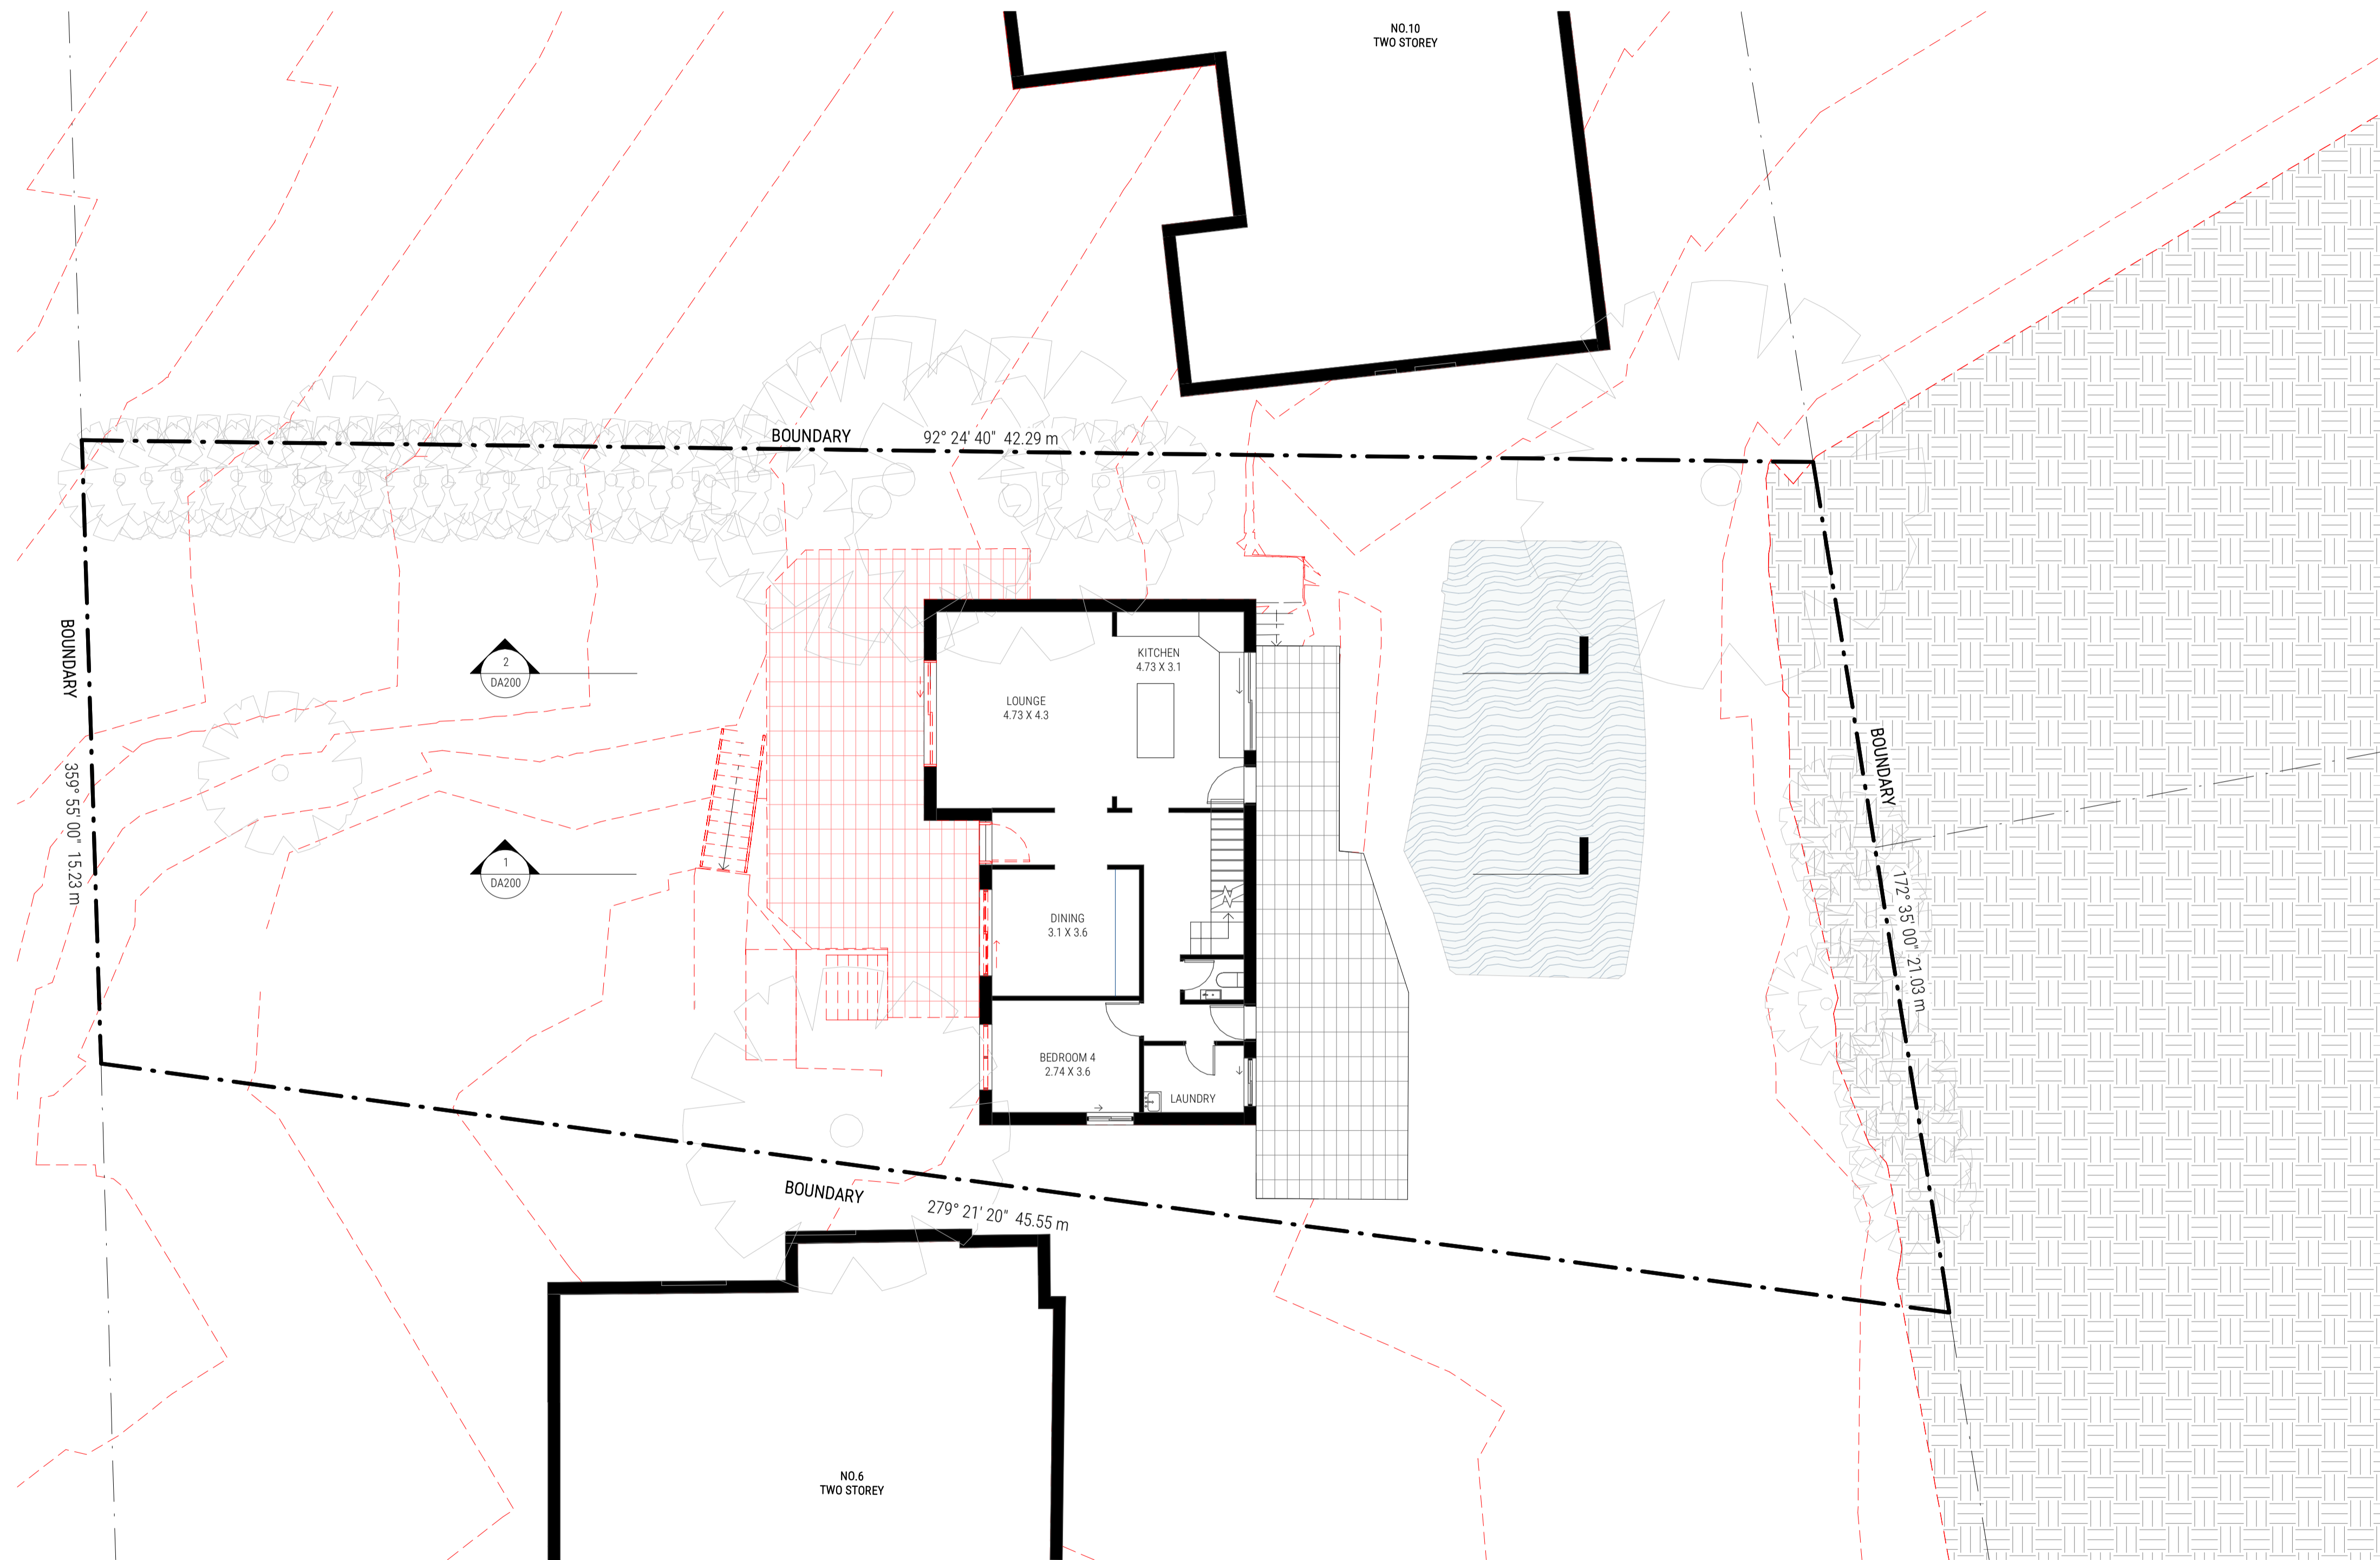 NO.10
TWO STOREY
BOUNDARY 92° 24' 40" 42.29 m
BOUNDARY 359° 55' 00" 15.23 m
2
DA200
KITCHEN
4.73 X 3.1
LOUNGE
4.73 X 4.3
BOUNDARY 172° 35' 00" 21.03 m
1
DA200
DINING
3.1 X 3.6
BEDROOM 4
2.74 X 3.6
LAUNDRY
BOUNDARY 279° 21' 20" 45.55 m
NO.6
TWO STOREY